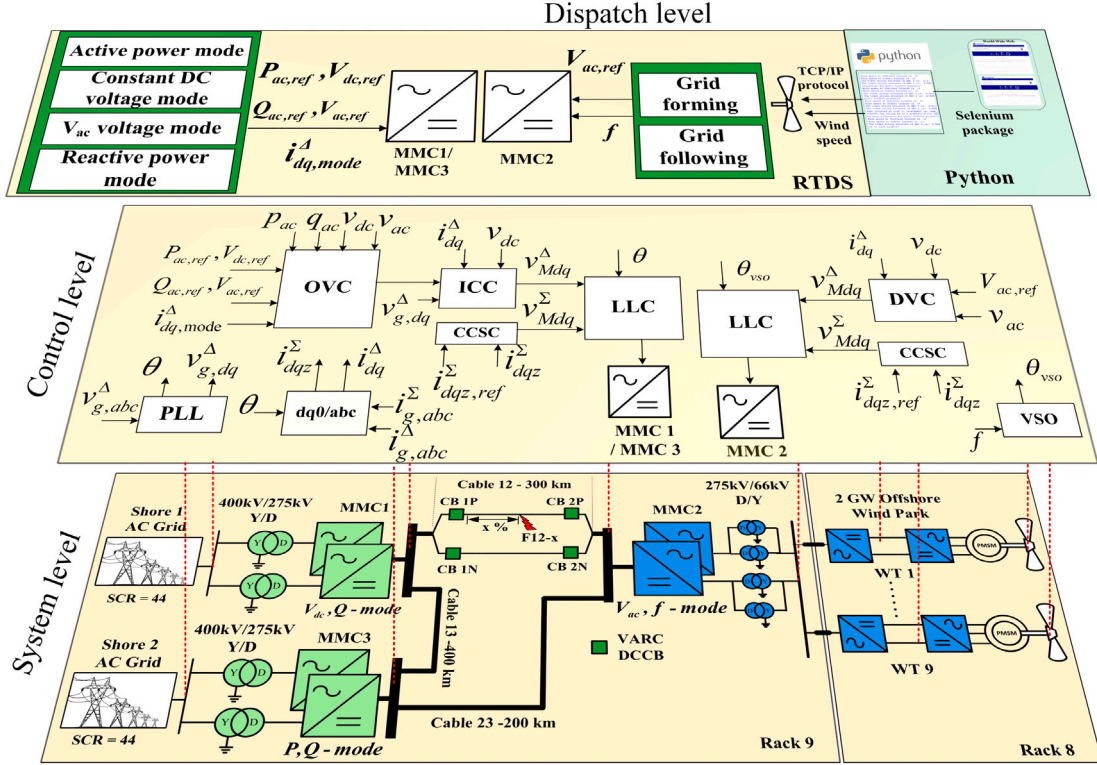 Dispatch level
Active power mode
Constant DC
voltage mode
V_ac voltage mode
Reactive power
mode
P_ac,ref , V_dc,ref
Q_ac,ref , V_ac,ref
i^Δ_dq,mode
MMC1/
MMC3
MMC2
V_ac,ref
f
Grid
forming
Grid
following
TCP/IP
protocol
Wind
speed
RTDS
python
World Wide Web
Selenium
package
Python
Control level
p_ac q_ac v_dc v_ac
P_ac,ref , V_dc,ref
Q_ac,ref , V_ac,ref
i^Δ_dq,mode
OVC
i^Δ_dq
v_dc
ICC
v^Δ_g,dq
v^Δ_Mdq
CCSC
v^Σ_Mdq
i^Σ_dqz,ref
i^Σ_dqz
θ
LLC
MMC 1
/ MMC 3
θ
v^Δ_g,dq
v^Δ_g,abc
PLL
i^Σ_dqz
i^Δ_dq
θ
dq0/abc
i^Σ_g,abc
i^Δ_g,abc
θ_vso
LLC
MMC 2
v^Δ_Mdq
v^Σ_Mdq
i^Δ_dq
v_dc
DVC
V_ac,ref
v_ac
CCSC
i^Σ_dqz,ref
i^Σ_dqz
θ_vso
f
VSO
System level
Shore 1
AC Grid
SCR = 44
400kV/275kV
Y/D
Y D
Y D
MMC1
V_dc ,Q - mode
Cable 12 - 300 km
CB 1P
CB 2P
x %
F12-x
CB 1N
CB 2N
MMC2
V_ac , f - mode
275kV/66kV
D/Y
2 GW Offshore
Wind Park
PMSM
WT 1
PMSM
WT 9
Shore 2
AC Grid
SCR = 44
400kV/275kV
Y/D
Y D
Y D
MMC3
P,Q - mode
Cable 13-400 km
Cable 23 -200 km
VARC
DCCB
Rack 9
Rack 8